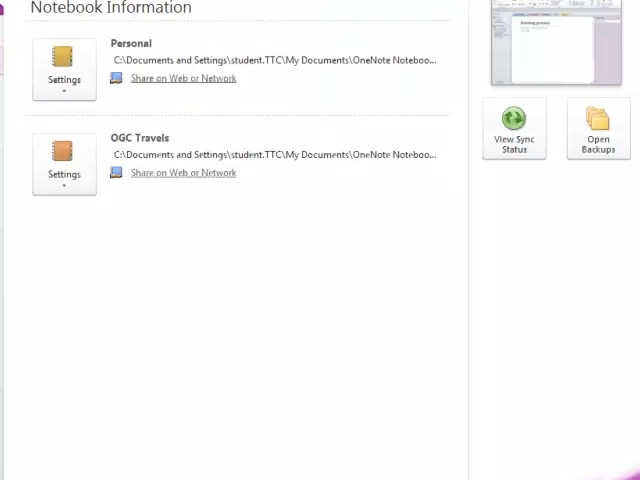 Notebook Information
Personal
C:\Documents and Settings\student.TTC\My Documents\OneNote Noteboo...
Settings
Share on Web or Network
OGC Travels
C:\Documents and Settings\student.TTC\My Documents\OneNote Noteboo...
Settings
Share on Web or Network
View Sync
Status
Open
Backups